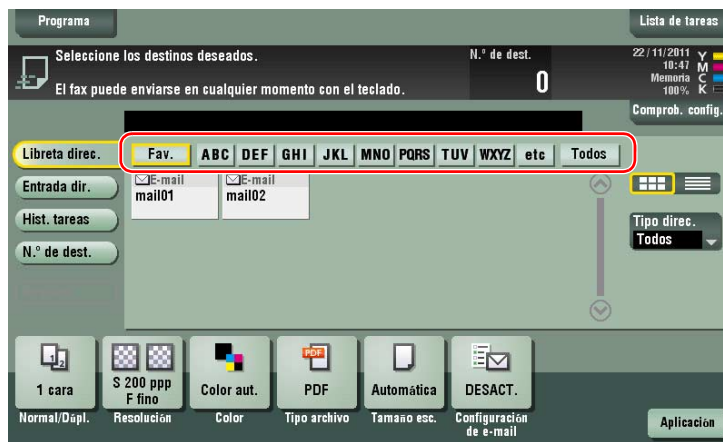 Programa
Lista de tareas
Seleccione los destinos deseados.
N.º de dest.
0
El fax puede enviarse en cualquier momento con el teclado.
22/11/2011
10:47
Memoria
100%
Y
M
C
K
Comprob. config.
Libreta direc.
Fav. ABC DEF GHI JKL MNO PQRS TUV WXYZ etc Todos
Entrada dir.
E-mail
mail01
E-mail
mail02
Hist. tareas
N.º de dest.
Tipo direc.
Todos
1 2
1 cara
S 200 ppp
F fino
Color aut.
PDF
PDF
Automática
DESACT.
Normal/Dúpl.
Resolución
Color
Tipo archivo
Tamaño esc.
Configuración
de e-mail
Aplicación